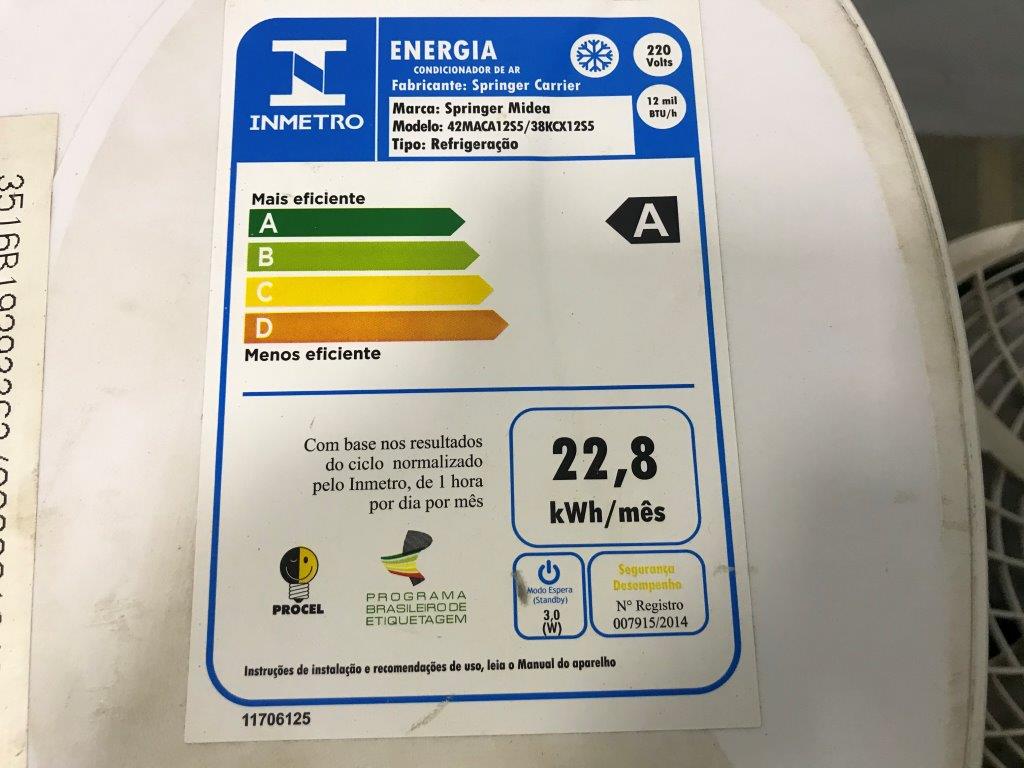 INMETRO
ENERGIA
CONDICIONADOR DE AR
Fabricante: Springer Carrier
Marca: Springer Midea
Modelo: 42MACA12S5/38KCX12S5
Tipo: Refrigeração
220
Volts
12 mil
BTU/h
Mais eficiente
A
B
C
D
Menos eficiente
A
Com base nos resultados
do ciclo normalizado
pelo Inmetro, de 1 hora
por dia por mês
22,8
kWh/mês
PROCEL
PROGRAMA
BRASILEIRO DE
ETIQUETAGEM
Modo Espera
(Standby)
3,0
(W)
Segurança
Desempenho
Nº Registro
007915/2014
Instruções de instalação e recomendações de uso, leia o Manual do aparelho
11706125